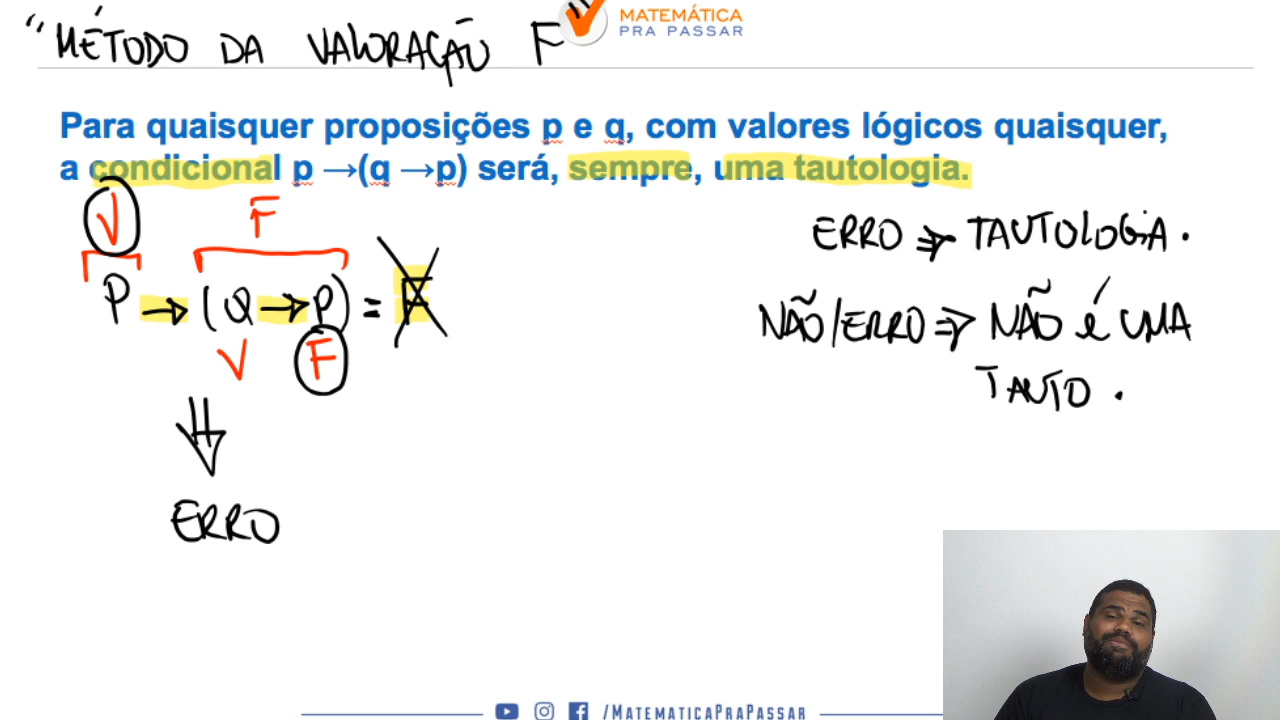 "MÉTODO DA VALORAÇÃO F"
MATEMÁTICA
PRA PASSAR
Para quaisquer proposições p e q, com valores lógicos quaisquer,
a condicional p →(q →p) será, sempre, uma tautologia.
V F
P → (Q → P) = F
V F
ERRO
ERRO ⇒ TAUTOLOGIA.
NÃO/ERRO ⇒ NÃO É UMA
TAUTO.
/MATEMATICAPRAPASSAR